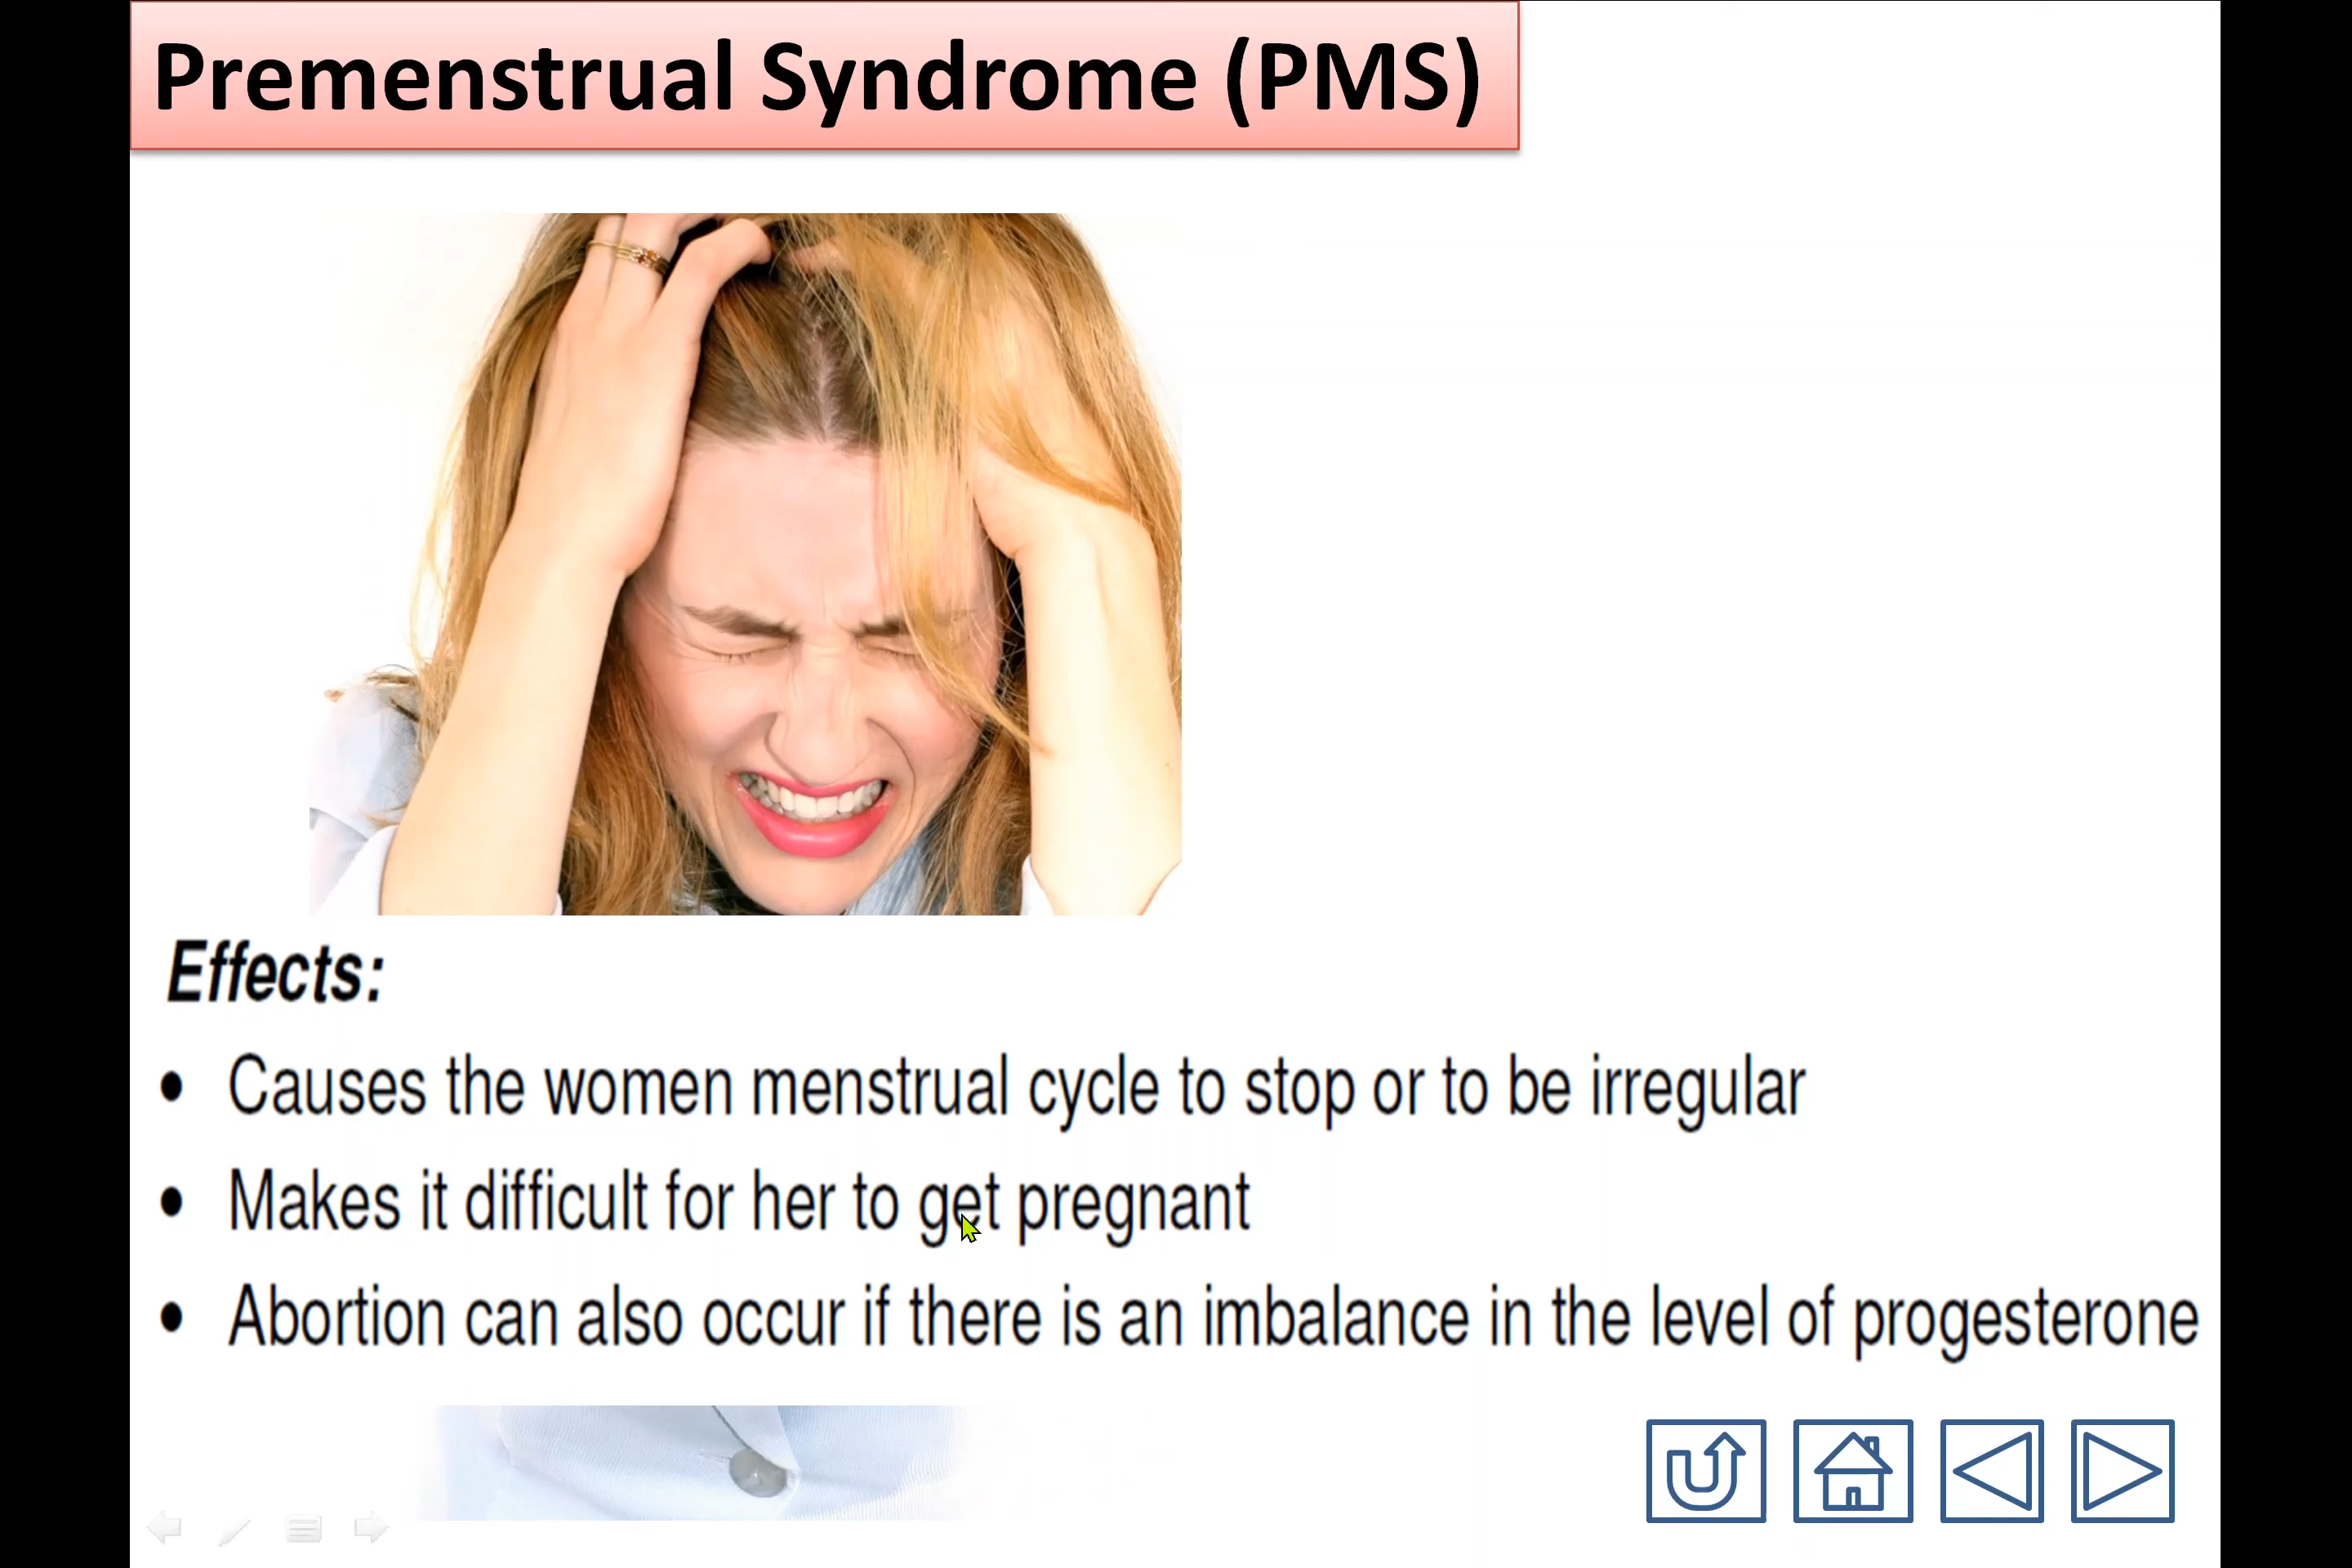 Premenstrual Syndrome (PMS)
Effects:
• Causes the women menstrual cycle to stop or to be irregular
• Makes it difficult for her to get pregnant
• Abortion can also occur if there is an imbalance in the level of progesterone